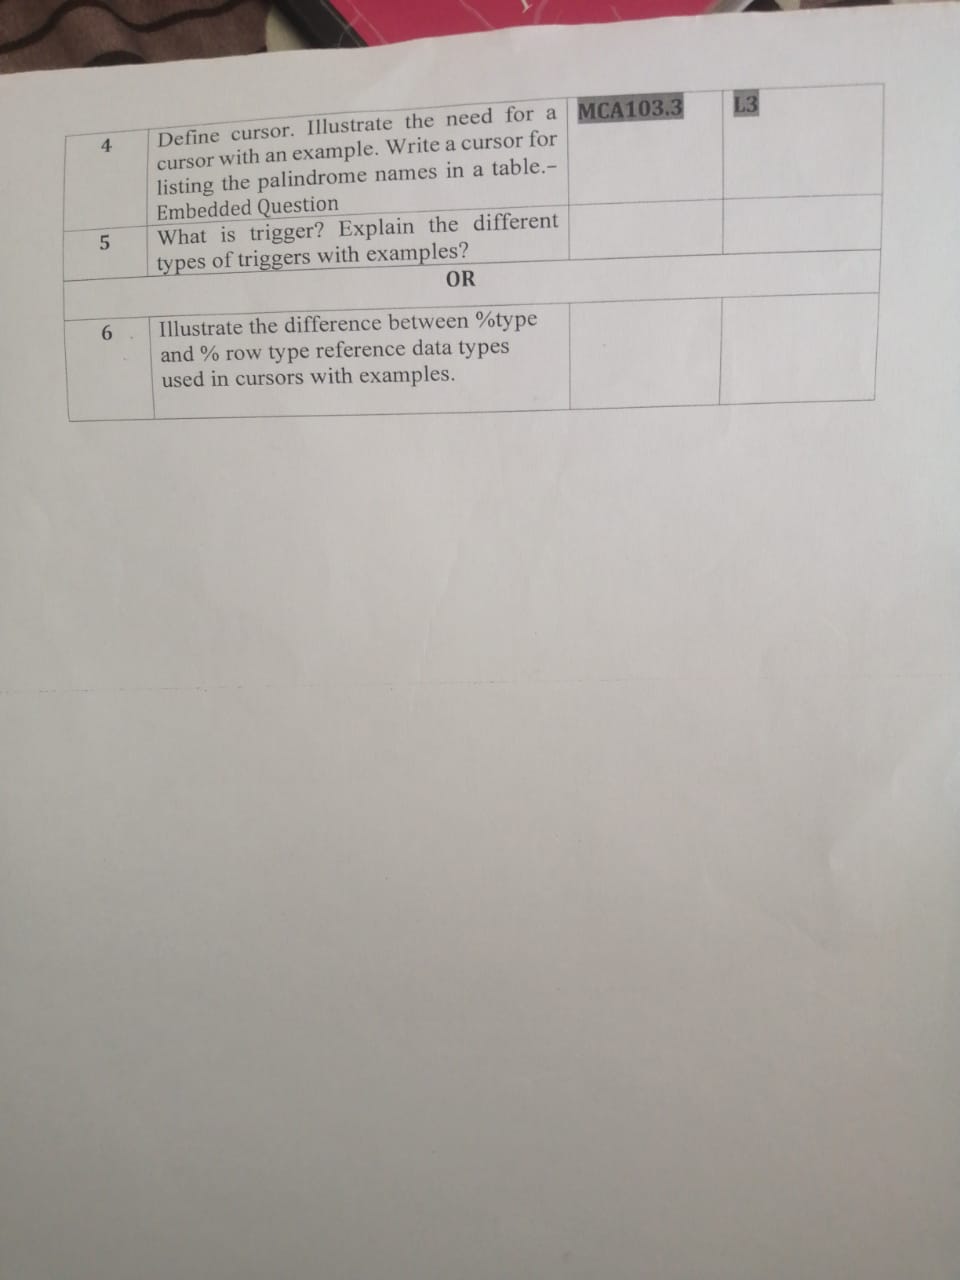 4
Define cursor. Illustrate the need for a
cursor with an example. Write a cursor for
listing the palindrome names in a table.–
Embedded Question
MCA103.3
L3
5
What is trigger? Explain the different
types of triggers with examples?
OR
6
Illustrate the difference between %type
and % row type reference data types
used in cursors with examples.